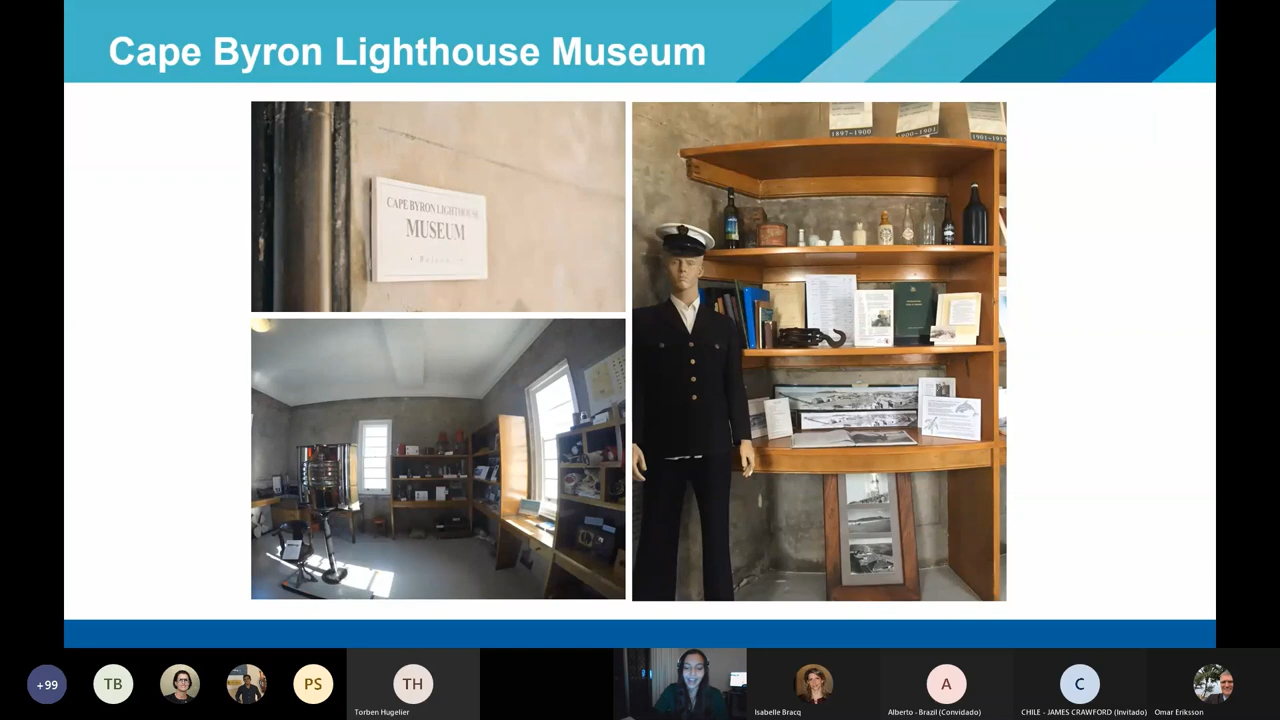 Cape Byron Lighthouse Museum
CAPE BYRON LIGHTHOUSE
MUSEUM
1897-1900
1900-1901
+99
TB
PS
TH
Torben Hugelier
Isabelle Bracq
A
Alberto - Brazil (Convidado)
C
CHILE - JAMES CRAWFORD (Invitado)
Omar Eriksson